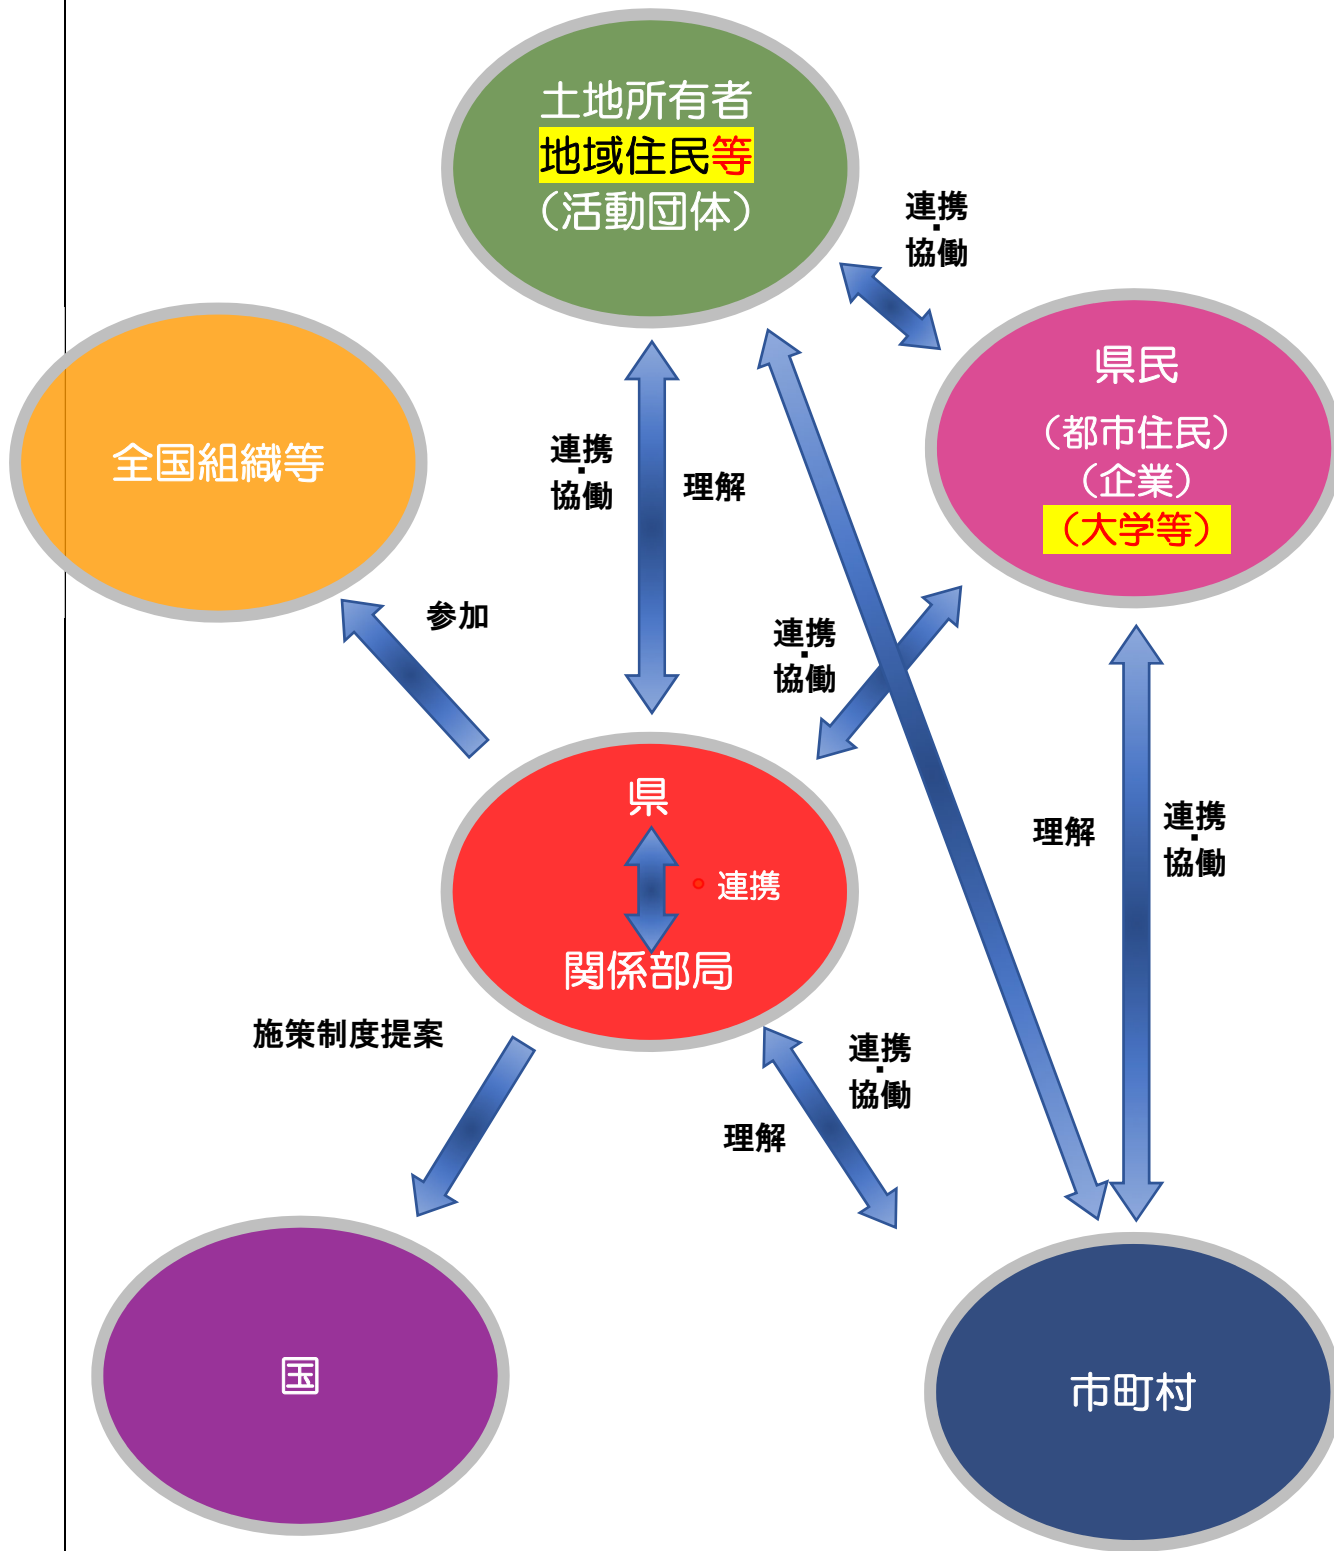 土地所有者
地域住民等
（活動団体）
連携
・
協働
県民
（都市住民）
（企業）
（大学等）
全国組織等
連携
・
協働
理解
参加
連携
・
協働
県
連携
関係部局
理解
連携
・
協働
施策制度提案
連携
・
協働
理解
国
市町村